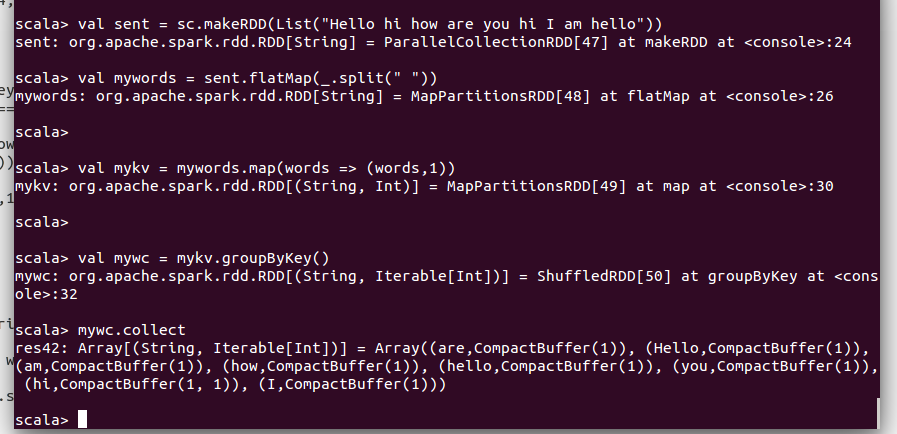 scala> val sent = sc.makeRDD(List("Hello hi how are you hi I am hello"))
sent: org.apache.spark.rdd.RDD[String] = ParallelCollectionRDD[47] at makeRDD at <console>:24
scala> val mywords = sent.flatMap(_.split(" "))
mywords: org.apache.spark.rdd.RDD[String] = MapPartitionsRDD[48] at flatMap at <console>:26
scala>
scala> val mykv = mywords.map(words => (words,1))
mykv: org.apache.spark.rdd.RDD[(String, Int)] = MapPartitionsRDD[49] at map at <console>:30
scala>
scala> val mywc = mykv.groupByKey()
mywc: org.apache.spark.rdd.RDD[(String, Iterable[Int])] = ShuffledRDD[50] at groupByKey at <cons
ole>:32
scala> mywc.collect
res42: Array[(String, Iterable[Int])] = Array((are,CompactBuffer(1)), (Hello,CompactBuffer(1)),
(am,CompactBuffer(1)), (how,CompactBuffer(1)), (hello,CompactBuffer(1)), (you,CompactBuffer(1)),
(hi,CompactBuffer(1, 1)), (I,CompactBuffer(1)))
scala>